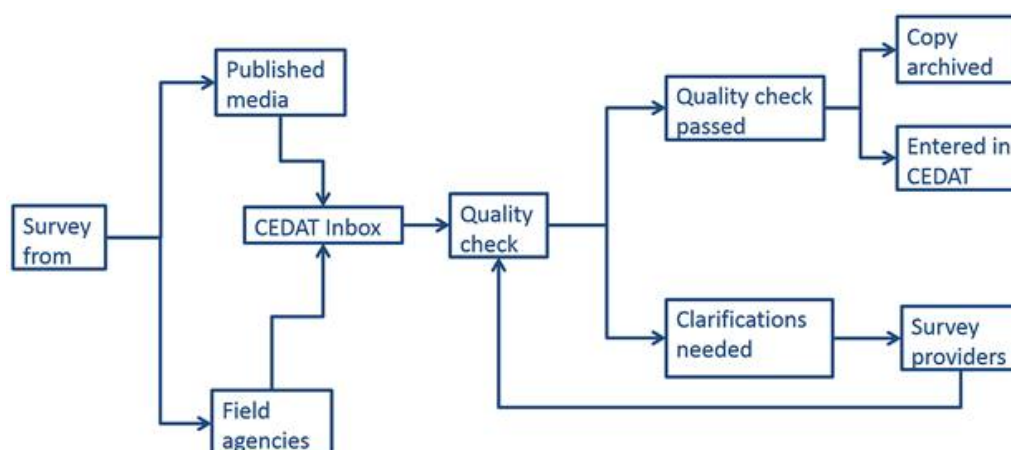 Published
media
Survey
from
CEDAT Inbox
Field
agencies
Quality
check
Quality check
passed
Copy
archived
Entered in
CEDAT
Clarifications
needed
Survey
providers